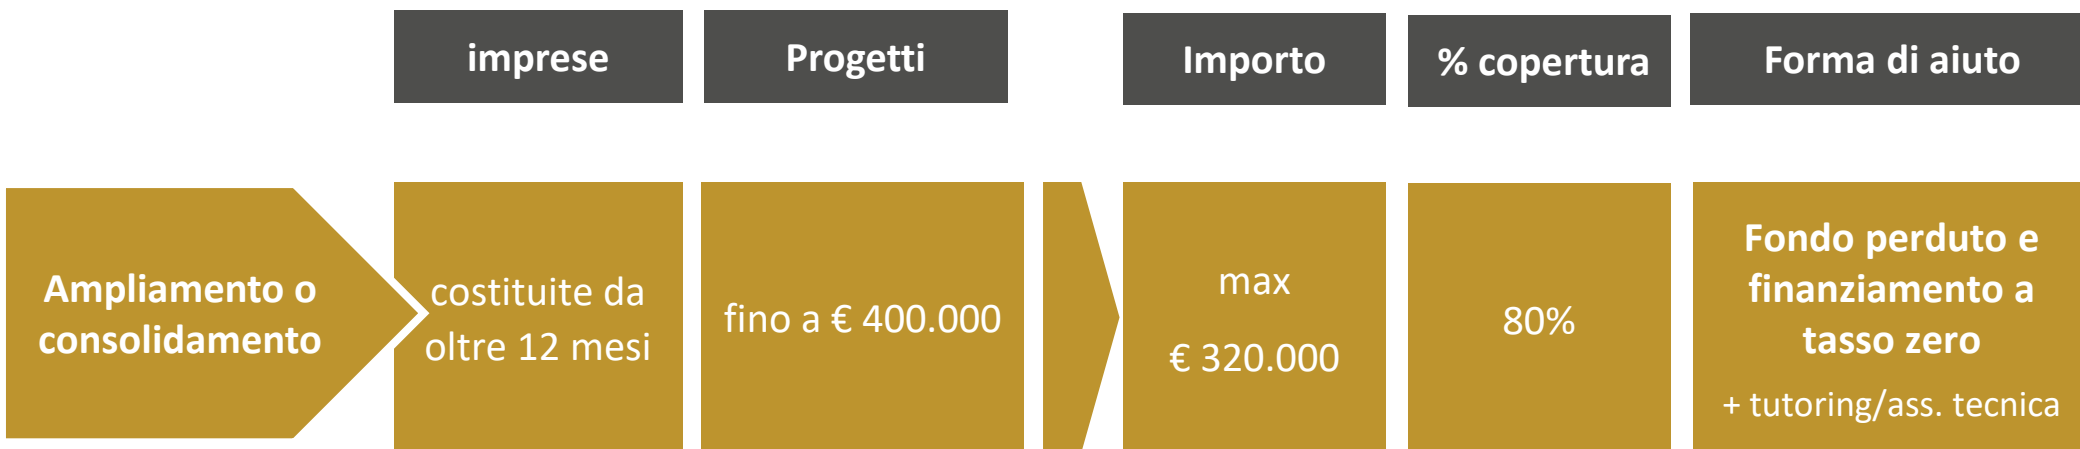 imprese
Progetti
Importo
% copertura
Forma di aiuto
Ampliamento o
consolidamento
costituite da
oltre 12 mesi
fino a € 400.000
max
€ 320.000
80%
Fondo perduto e
finanziamento a
tasso zero
+ tutoring/ass. tecnica